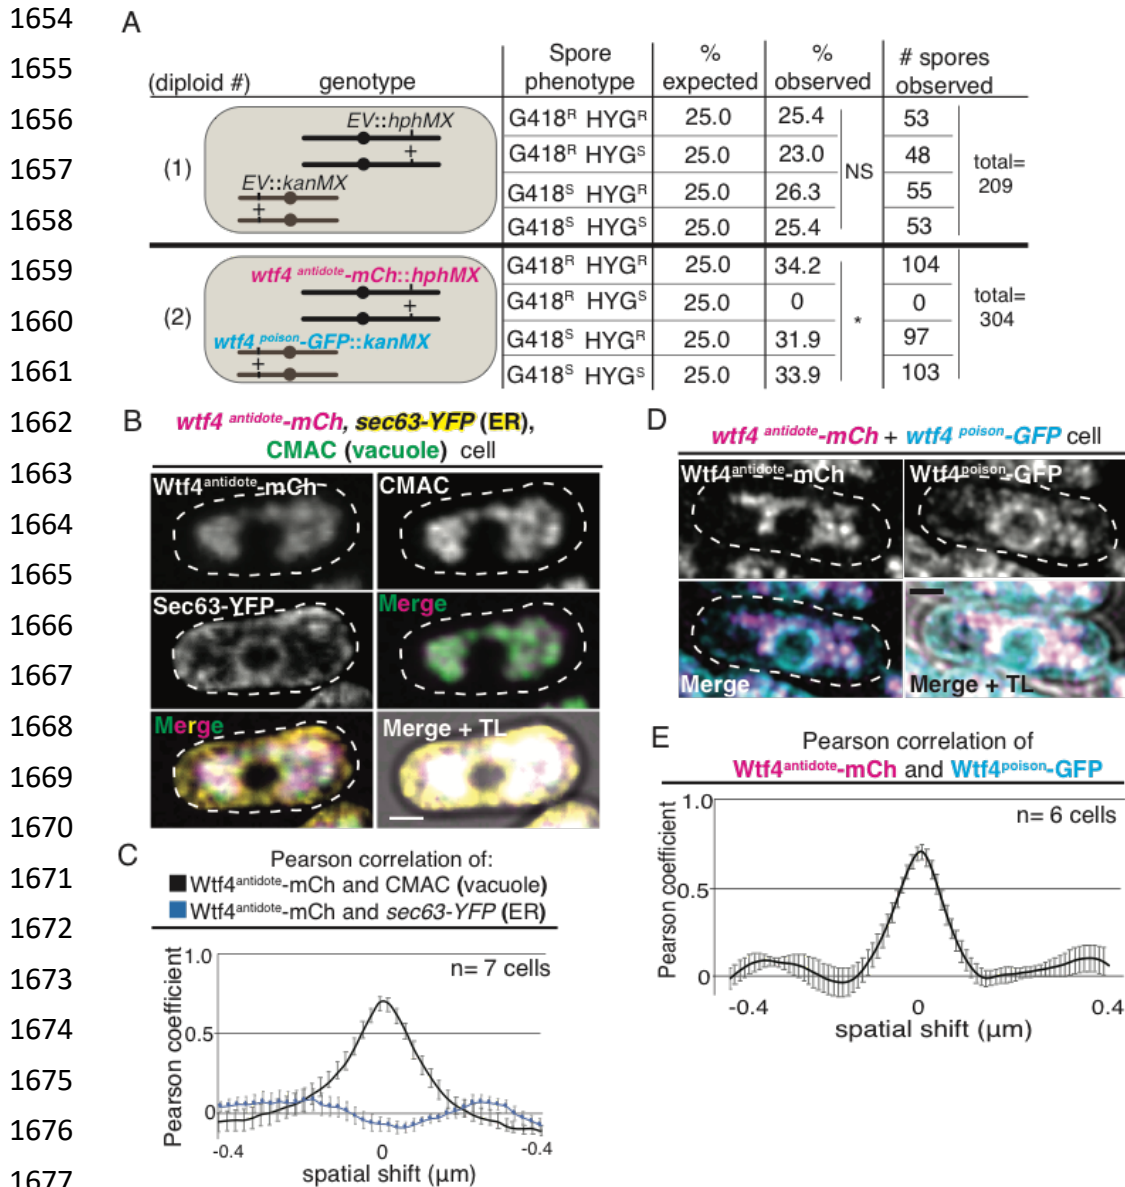 1654
1655
1656
1657
1658
1659
1660
1661
1662
1663
1664
1665
1666
1667
1668
1669
1670
1671
1672
1673
1674
1675
1676
1677
A
(diploid #) genotype Spore phenotype % expected % observed # spores observed
(1)
EV::hphMX
+
EV::kanMX
+
G418ᴿ HYGᴿ 25.0 25.4 53
G418ᴿ HYGˢ 25.0 23.0 48
G418ˢ HYGᴿ 25.0 26.3 55
G418ˢ HYGˢ 25.0 25.4 53
NS
total= 209
(2)
wtf4 antidote-mCh::hphMX
+
wtf4 poison-GFP::kanMX
+
G418ᴿ HYGᴿ 25.0 34.2 104
G418ᴿ HYGˢ 25.0 0 0
G418ˢ HYGᴿ 25.0 31.9 97
G418ˢ HYGˢ 25.0 33.9 103
*
total= 304
B
wtf4 antidote-mCh, sec63-YFP (ER),
CMAC (vacuole) cell
Wtf4antidote-mCh CMAC
Sec63-YFP Merge
Merge Merge + TL
C
Pearson correlation of:
Wtf4antidote-mCh and CMAC (vacuole)
Wtf4antidote-mCh and sec63-YFP (ER)
Pearson coefficient
1.0
n= 7 cells
0.5
0
-0.4 0 -0.4
spatial shift (µm)
D
wtf4 antidote-mCh + wtf4 poison-GFP cell
Wtf4antidote-mCh Wtf4poison-GFP
Merge Merge + TL
E
Pearson correlation of
Wtf4antidote-mCh and Wtf4poison-GFP
Pearson coefficient
1.0
n= 6 cells
0.5
0
-0.4 0 0.4
spatial shift (µm)